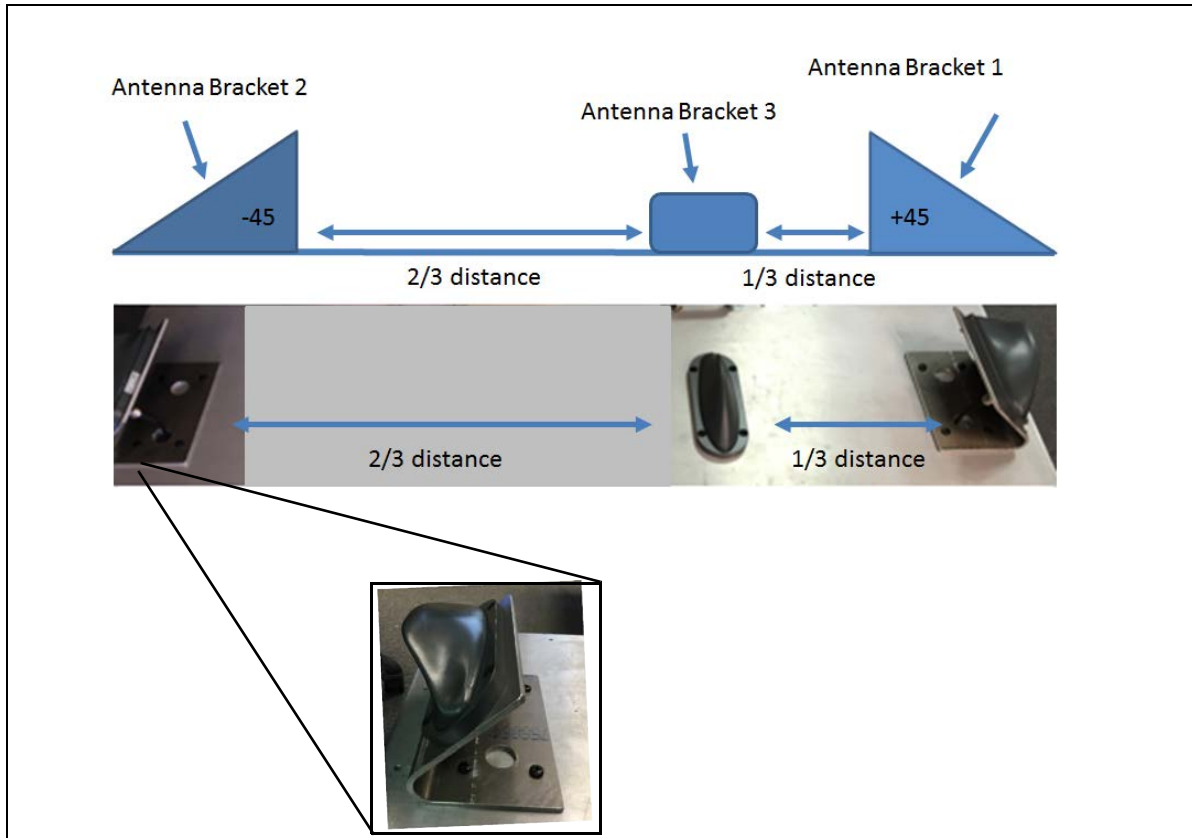 Antenna Bracket 2
Antenna Bracket 3
Antenna Bracket 1
-45
+45
2/3 distance
1/3 distance
2/3 distance
1/3 distance